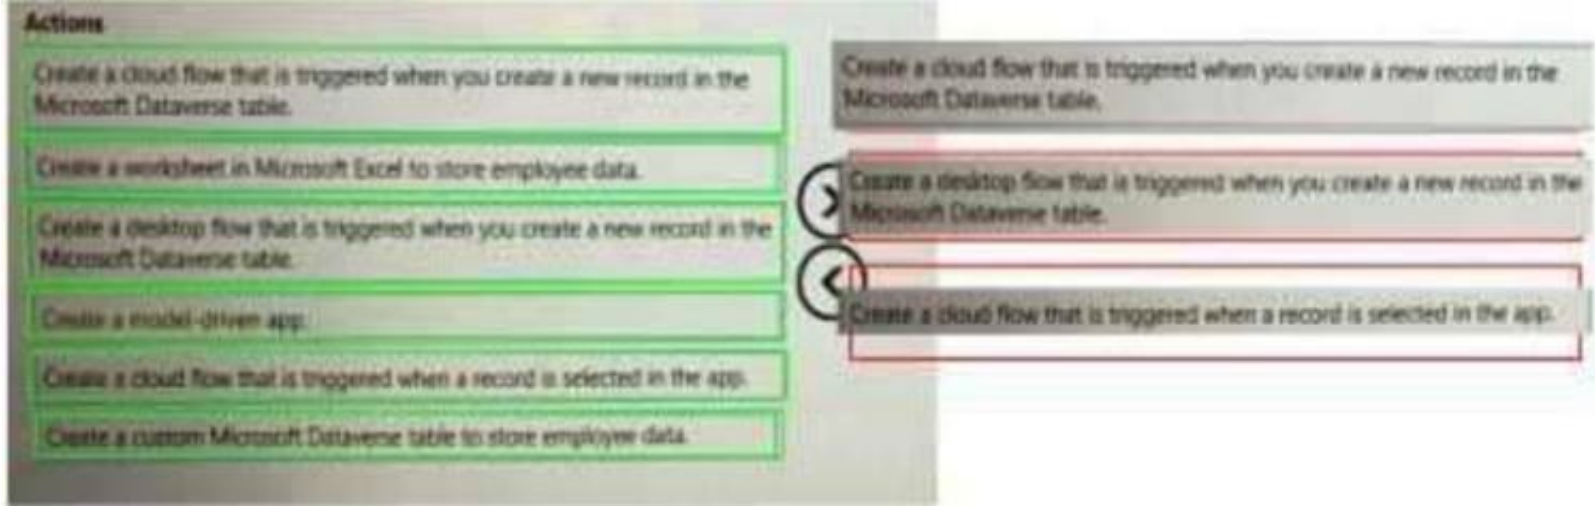 Actions
Create a cloud flow that is triggered when you create a new record in the
Microsoft Dataverse table.
Create a worksheet in Microsoft Excel to store employee data.
Create a desktop flow that is triggered when you create a new record in the
Microsoft Dataverse table.
Create a model-driven app.
Create a cloud flow that is triggered when a record is selected in the app.
Create a custom Microsoft Dataverse table to store employee data.
Create a cloud flow that is triggered when you create a new record in the
Microsoft Dataverse table.
Create a desktop flow that is triggered when you create a new record in the
Microsoft Dataverse table.
Create a cloud flow that is triggered when a record is selected in the app.